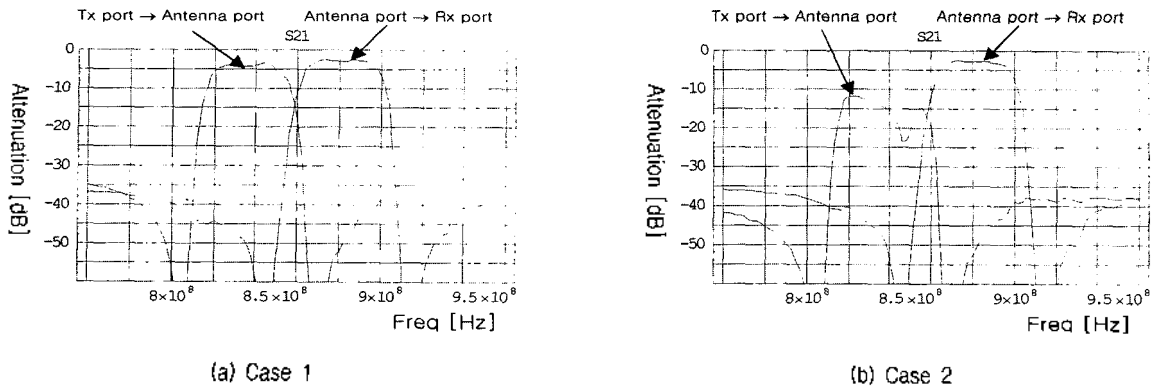 Tx port → Antenna port
Antenna port → Rx port
S21
Attenuation [dB]
0
-10
-20
-30
-40
-50
8×10⁸
8.5×10⁸
9×10⁸
9.5×10⁸
Freq [Hz]
(a) Case 1
Tx port → Antenna port
Antenna port → Rx port
S21
Attenuation [dB]
0
-10
-20
-30
-40
-50
8×10⁸
8.5×10⁸
9×10⁸
9.5×10⁸
Freq [Hz]
(b) Case 2